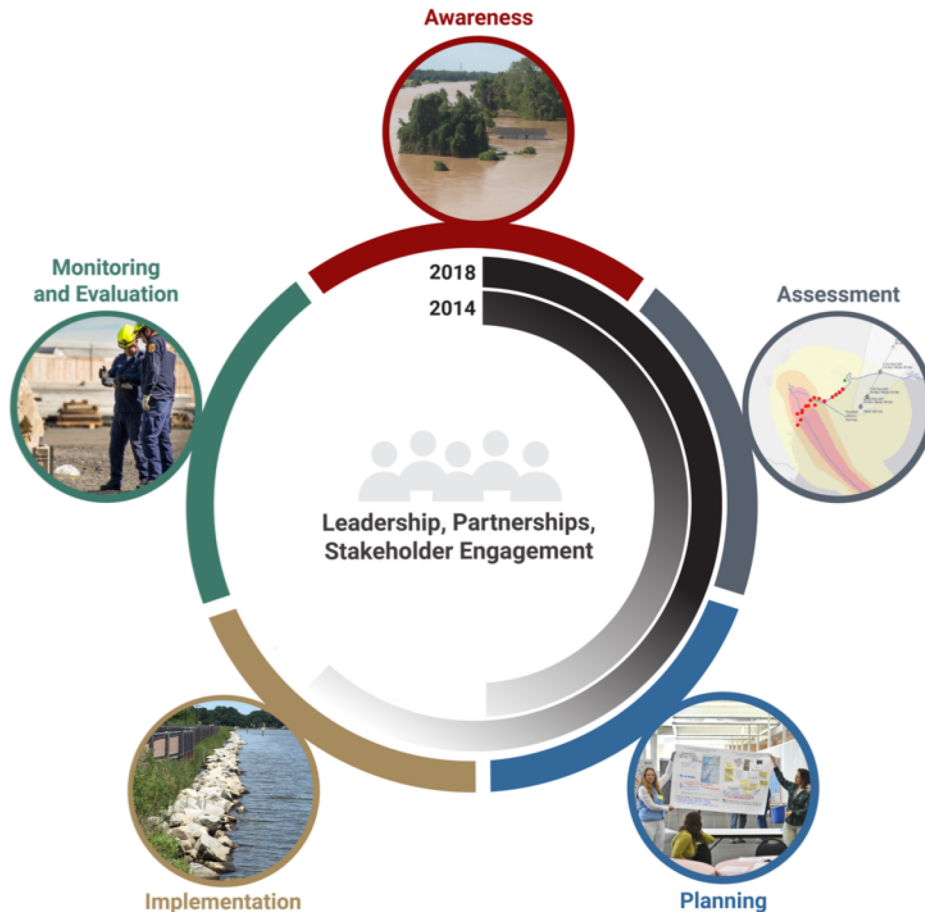 Awareness
Monitoring
and Evaluation
2018
2014
Assessment
Leadership, Partnerships,
Stakeholder Engagement
Implementation
Planning